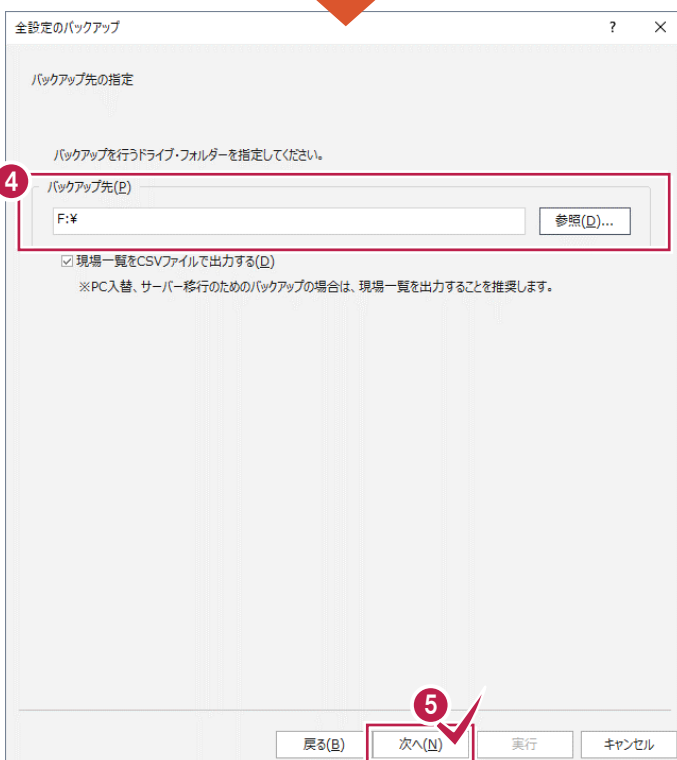 全設定のバックアップ ? ×
バックアップ先の指定
バックアップを行うドライブ・フォルダーを指定してください。
4
バックアップ先(P)
F:¥ 参照(D)...
現場一覧をCSVファイルで出力する(D)
※PC入替、サーバー移行のためのバックアップの場合は、現場一覧を出力することを推奨します。
5
戻る(B) 次へ(N) 実行 キャンセル